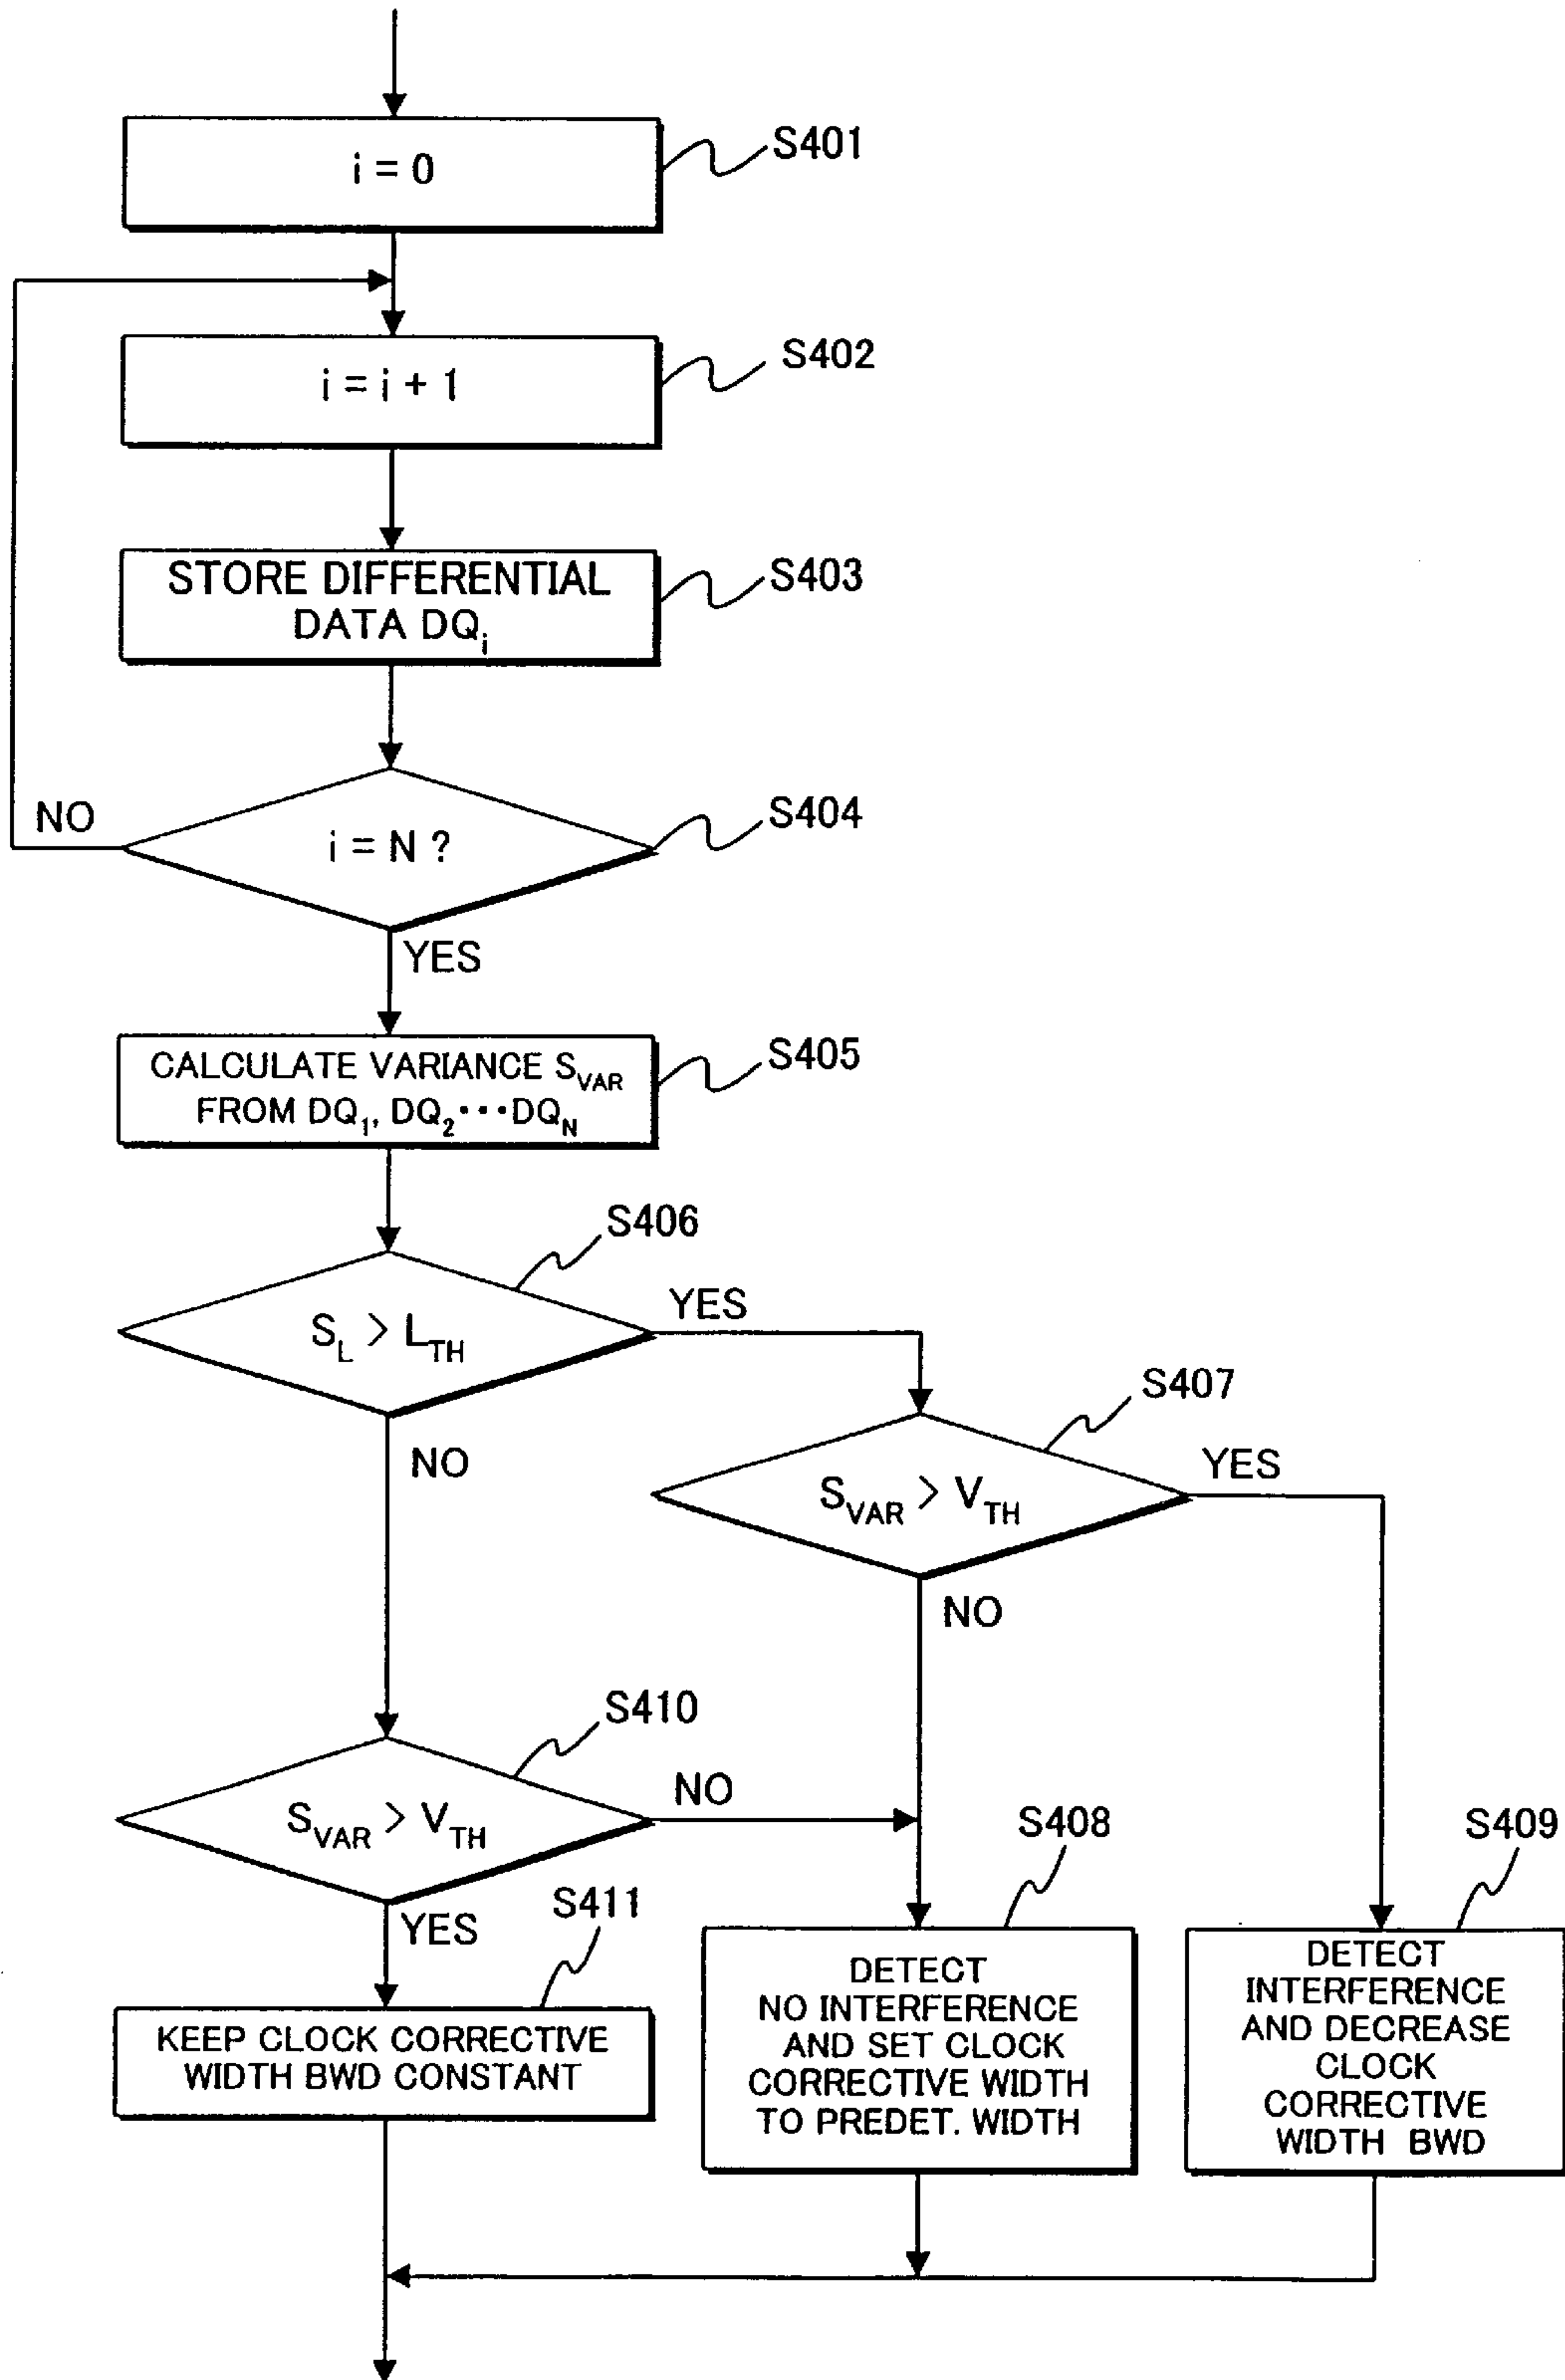 i = 0
S401
i = i + 1
S402
STORE DIFFERENTIAL
DATA DQi
S403
i = N ?
S404
NO
YES
CALCULATE VARIANCE SVAR
FROM DQ1, DQ2···DQN
S405
SL > LTH
S406
YES
NO
SVAR > VTH
S407
YES
NO
SVAR > VTH
S410
NO
YES
KEEP CLOCK CORRECTIVE
WIDTH BWD CONSTANT
S411
DETECT
NO INTERFERENCE
AND SET CLOCK
CORRECTIVE WIDTH
TO PREDET. WIDTH
S408
DETECT
INTERFERENCE
AND DECREASE
CLOCK
CORRECTIVE
WIDTH BWD
S409